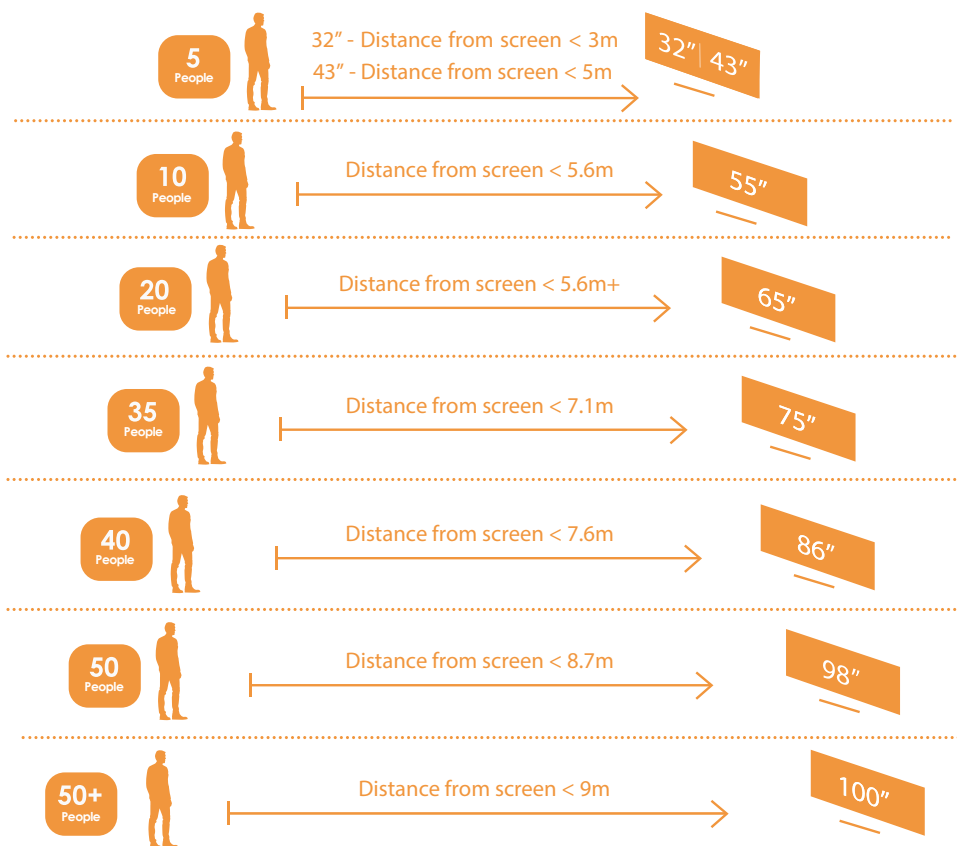 5
People
32” - Distance from screen < 3m
43” - Distance from screen < 5m
32”| 43”
10
People
Distance from screen < 5.6m
55”
20
People
Distance from screen < 5.6m+
65”
35
People
Distance from screen < 7.1m
75”
40
People
Distance from screen < 7.6m
86”
50
People
Distance from screen < 8.7m
98”
50+
People
Distance from screen < 9m
100”